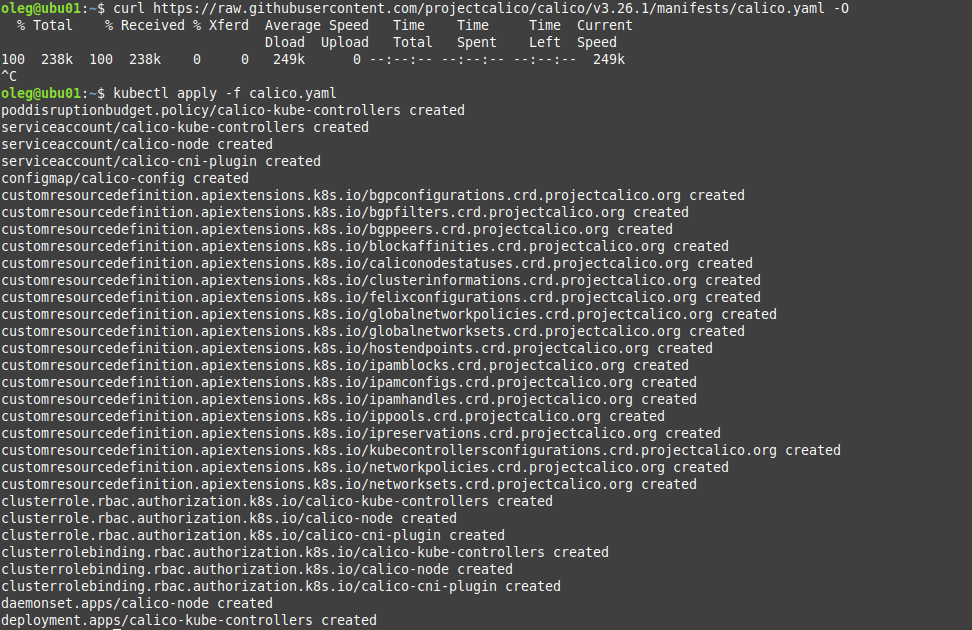 oleg@ubu01:~$ curl https://raw.githubusercontent.com/projectcalico/calico/v3.26.1/manifests/calico.yaml -O
  % Total    % Received % Xferd  Average Speed   Time    Time     Time  Current
                                 Dload  Upload   Total   Spent    Left  Speed
100  238k  100  238k    0     0   249k      0 --:--:-- --:--:-- --:--:--  249k
^C
oleg@ubu01:~$ kubectl apply -f calico.yaml
poddisruptionbudget.policy/calico-kube-controllers created
serviceaccount/calico-kube-controllers created
serviceaccount/calico-node created
serviceaccount/calico-cni-plugin created
configmap/calico-config created
customresourcedefinition.apiextensions.k8s.io/bgpconfigurations.crd.projectcalico.org created
customresourcedefinition.apiextensions.k8s.io/bgpfilters.crd.projectcalico.org created
customresourcedefinition.apiextensions.k8s.io/bgppeers.crd.projectcalico.org created
customresourcedefinition.apiextensions.k8s.io/blockaffinities.crd.projectcalico.org created
customresourcedefinition.apiextensions.k8s.io/caliconodestatuses.crd.projectcalico.org created
customresourcedefinition.apiextensions.k8s.io/clusterinformations.crd.projectcalico.org created
customresourcedefinition.apiextensions.k8s.io/felixconfigurations.crd.projectcalico.org created
customresourcedefinition.apiextensions.k8s.io/globalnetworkpolicies.crd.projectcalico.org created
customresourcedefinition.apiextensions.k8s.io/globalnetworksets.crd.projectcalico.org created
customresourcedefinition.apiextensions.k8s.io/hostendpoints.crd.projectcalico.org created
customresourcedefinition.apiextensions.k8s.io/ipamblocks.crd.projectcalico.org created
customresourcedefinition.apiextensions.k8s.io/ipamconfigs.crd.projectcalico.org created
customresourcedefinition.apiextensions.k8s.io/ipamhandles.crd.projectcalico.org created
customresourcedefinition.apiextensions.k8s.io/ippools.crd.projectcalico.org created
customresourcedefinition.apiextensions.k8s.io/ipreservations.crd.projectcalico.org created
customresourcedefinition.apiextensions.k8s.io/kubecontrollersconfigurations.crd.projectcalico.org created
customresourcedefinition.apiextensions.k8s.io/networkpolicies.crd.projectcalico.org created
customresourcedefinition.apiextensions.k8s.io/networksets.crd.projectcalico.org created
clusterrole.rbac.authorization.k8s.io/calico-kube-controllers created
clusterrole.rbac.authorization.k8s.io/calico-node created
clusterrole.rbac.authorization.k8s.io/calico-cni-plugin created
clusterrolebinding.rbac.authorization.k8s.io/calico-kube-controllers created
clusterrolebinding.rbac.authorization.k8s.io/calico-node created
clusterrolebinding.rbac.authorization.k8s.io/calico-cni-plugin created
daemonset.apps/calico-node created
deployment.apps/calico-kube-controllers created